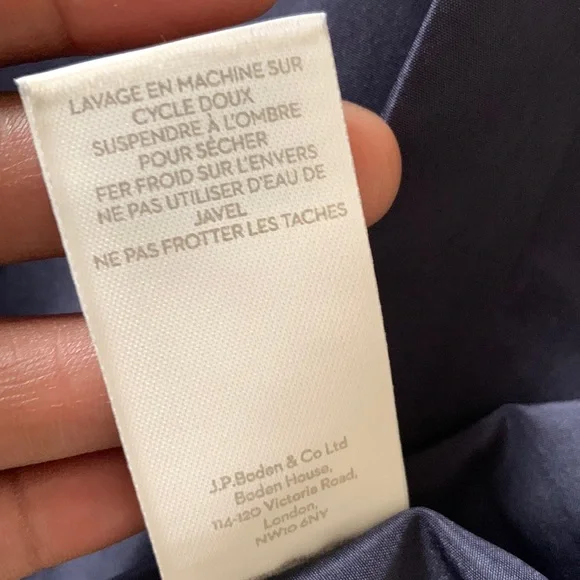 LAVAGE EN MACHINE SUR
CYCLE DOUX
SUSPENDRE À L'OMBRE
POUR SÉCHER
FER FROID SUR L'ENVERS
NE PAS UTILISER D'EAU DE
JAVEL
NE PAS FROTTER LES TACHES
J.P.Boden & Co Ltd
Boden House,
114-120 Victoria Road,
London,
NW10 6NY